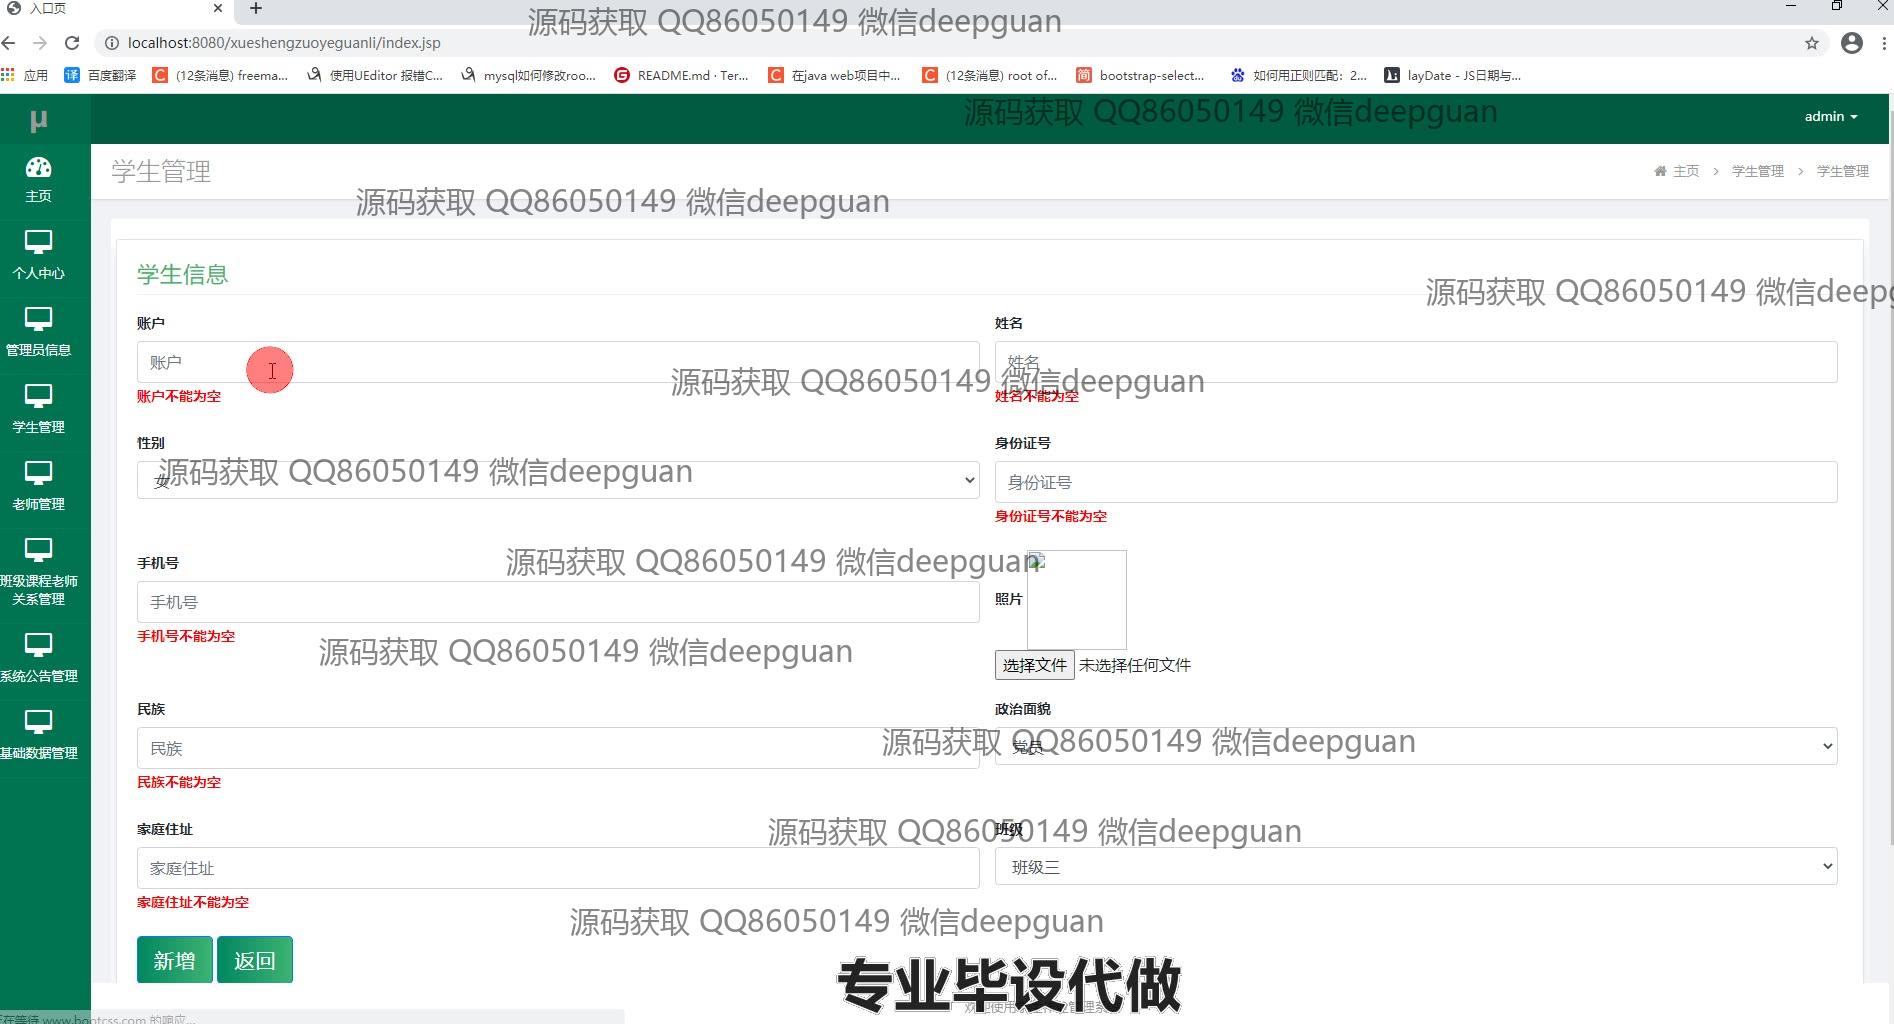 入口页
localhost:8080/xueshengzuoyeguanli/index.jsp
应用 百度翻译 (12条消息) freema... 使用UEditor 报错C... mysql如何修改roo... README.md · Ter... 在java web项目中... (12条消息) root of... bootstrap-select... 如何用正则匹配：2... layDate - JS日期与...
源码获取 QQ86050149 微信deepguan
源码获取 QQ86050149 微信deepguan
μ
admin
主页
个人中心
管理员信息
学生管理
老师管理
班级课程老师
关系管理
系统公告管理
基础数据管理
学生管理
主页 > 学生管理 > 学生管理
源码获取 QQ86050149 微信deepguan
学生信息
源码获取 QQ86050149 微信deepg
账户
账户
账户不能为空
姓名
姓名
姓名不能为空
源码获取 QQ86050149 微信deepguan
性别
女
源码获取 QQ86050149 微信deepguan
身份证号
身份证号
身份证号不能为空
源码获取 QQ86050149 微信deepguan
手机号
手机号
手机号不能为空
照片
选择文件 未选择任何文件
源码获取 QQ86050149 微信deepguan
民族
民族
民族不能为空
政治面貌
党员
源码获取 QQ86050149 微信deepguan
家庭住址
家庭住址
家庭住址不能为空
班级
班级三
源码获取 QQ86050149 微信deepguan
源码获取 QQ86050149 微信deepguan
新增 返回
专业毕设代做
正在等待 www.bootcss.com 的响应...